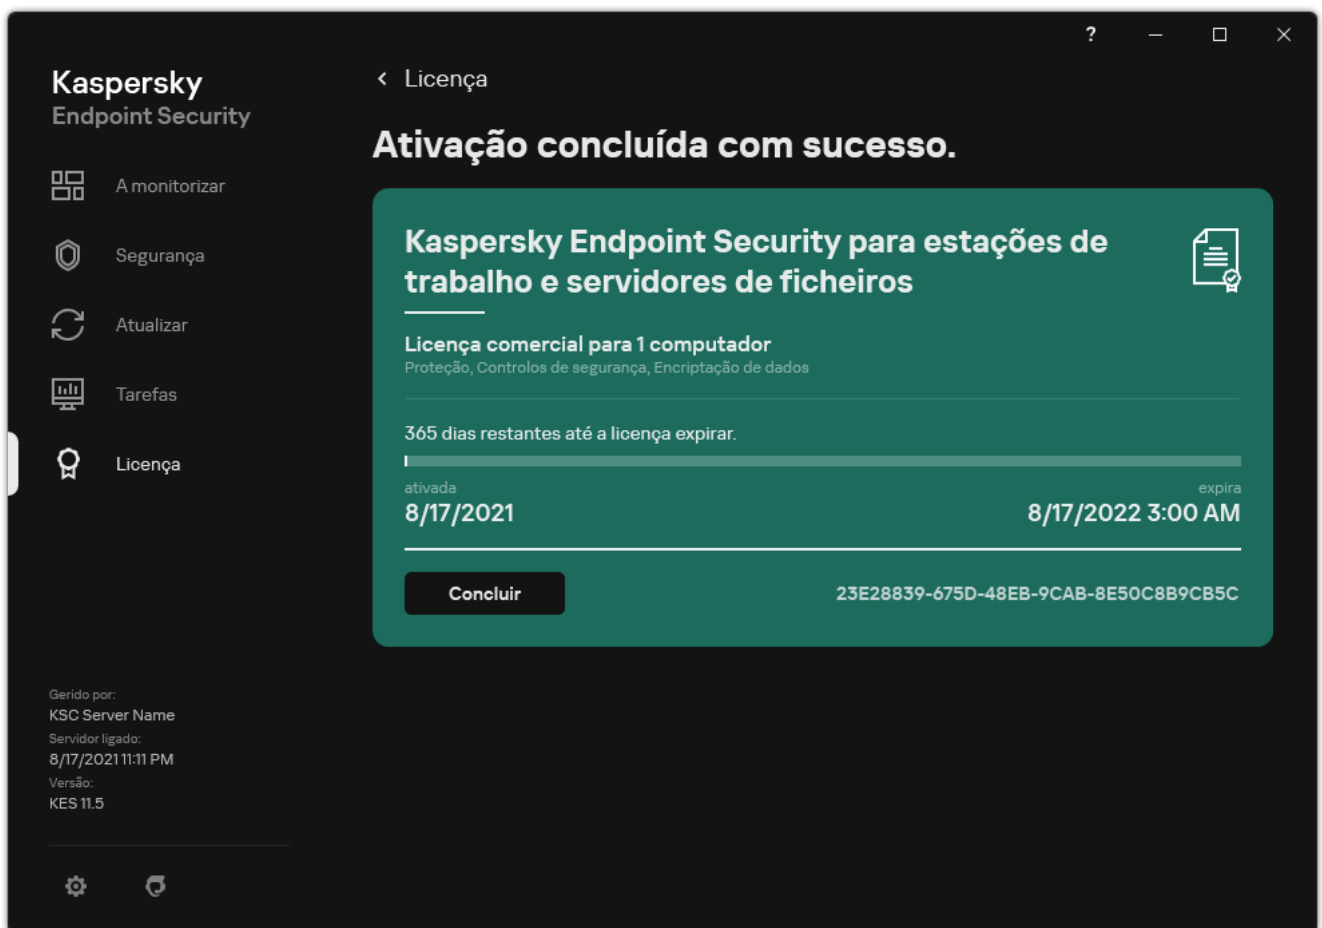 ?
Kaspersky
Endpoint Security
A monitorizar
Segurança
Atualizar
Tarefas
Licença
Gerido por:
KSC Server Name
Servidor ligado:
8/17/2021 11:11 PM
Versão:
KES 11.5
Licença
Ativação concluída com sucesso.
Kaspersky Endpoint Security para estações de
trabalho e servidores de ficheiros
Licença comercial para 1 computador
Proteção, Controlos de segurança, Encriptação de dados
365 dias restantes até a licença expirar.
ativada expira
8/17/2021 8/17/2022 3:00 AM
Concluir 23E28839-675D-48EB-9CAB-8E50C8B9CB5C